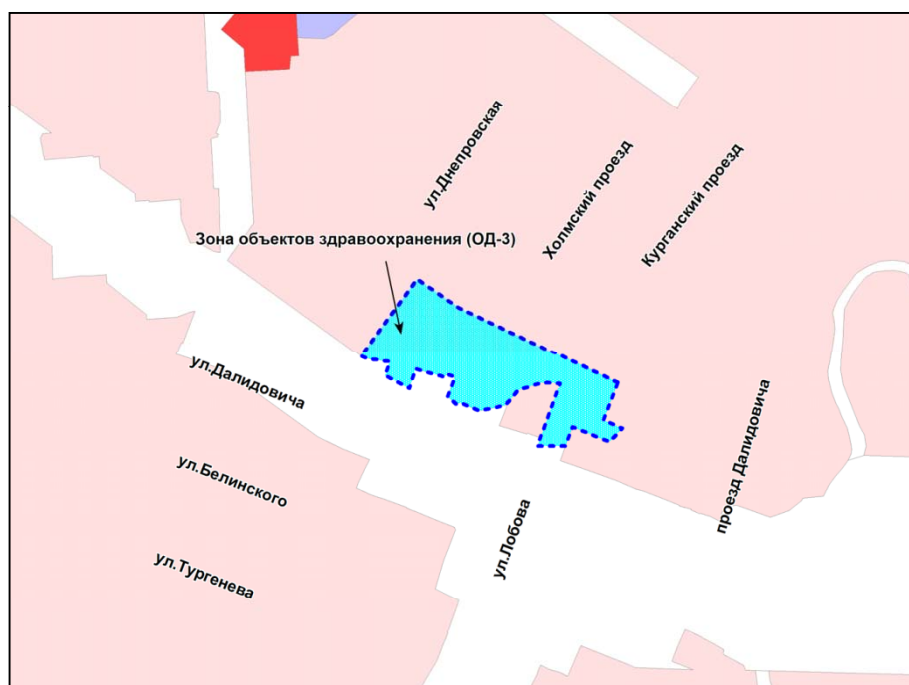 ул.Днепровская
Холмский проезд
Курганский проезд
Зона объектов здравоохранения (ОД-3)
ул.Далидовича
проезд Далидовича
ул.Белинского
ул.Лобова
ул.Тургенева